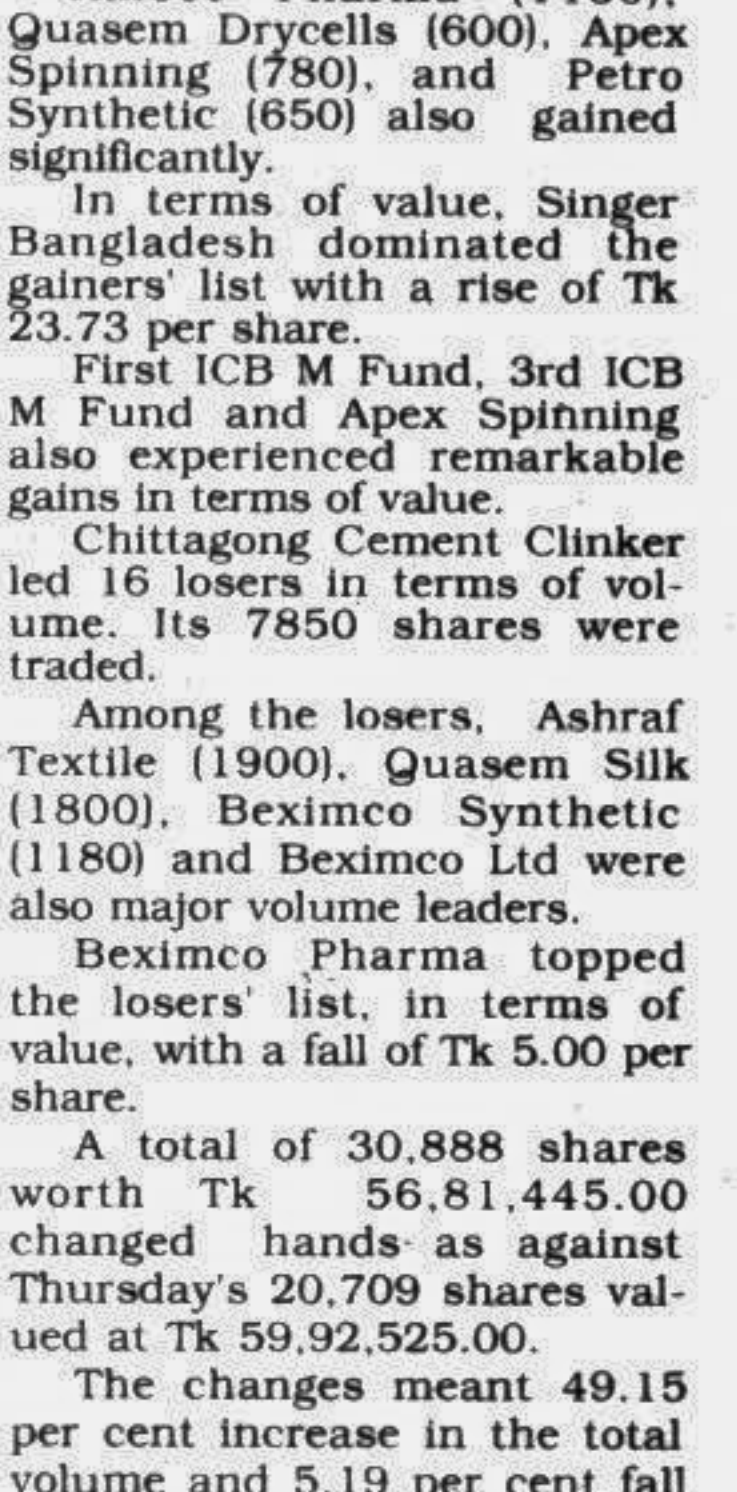 Quasem Drycells (600), Apex
Spinning (780), and Petro
Synthetic (650) also gained
significantly.
In terms of value, Singer
Bangladesh dominated the
gainers' list with a rise of Tk
23.73 per share.
First ICB M Fund, 3rd ICB
M Fund and Apex Spinning
also experienced remarkable
gains in terms of value.
Chittagong Cement Clinker
led 16 losers in terms of vol-
ume. Its 7850 shares were
traded.
Among the losers, Ashraf
Textile (1900), Quasem Silk
(1800), Beximco Synthetic
(1180) and Beximco Ltd were
also major volume leaders.
Beximco Pharma topped
the losers' list, in terms of
value, with a fall of Tk 5.00 per
share.
A total of 30,888 shares
worth Tk 56,81,445.00
changed hands as against
Thursday's 20,709 shares val-
ued at Tk 59,92,525.00.
The changes meant 49.15
per cent increase in the total
volume and 5.19 per cent fall